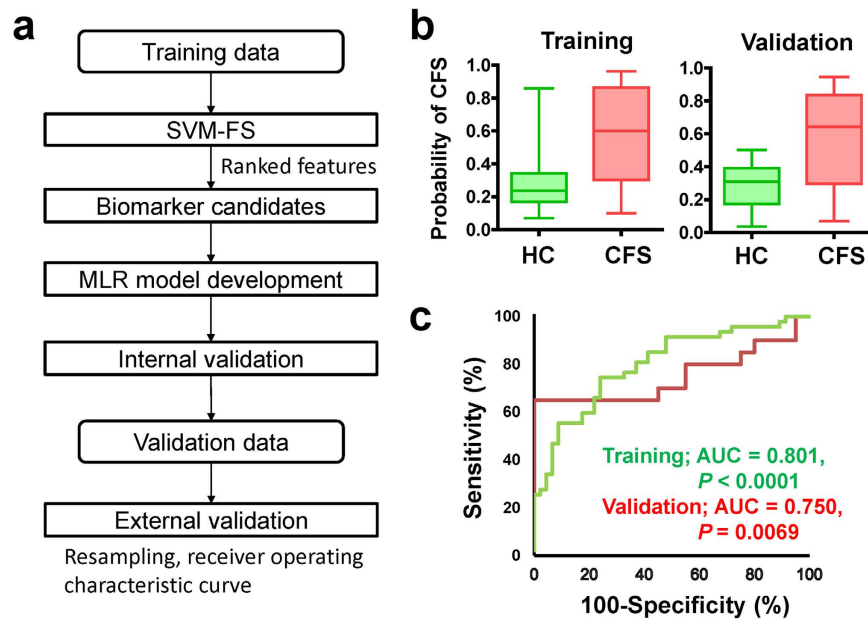 a
Training data
SVM-FS
Ranked features
Biomarker candidates
MLR model development
Internal validation
Validation data
External validation
Resampling, receiver operating
characteristic curve
b
Training
Validation
Probability of CFS
1.0
0.8
0.6
0.4
0.2
0.0
HC
CFS
1.0
0.8
0.6
0.4
0.2
0.0
HC
CFS
c
Sensitivity (%)
100
80
60
40
20
0
Training; AUC = 0.801,
P < 0.0001
Validation; AUC = 0.750,
P = 0.0069
0
20
40
60
80
100
100-Specificity (%)